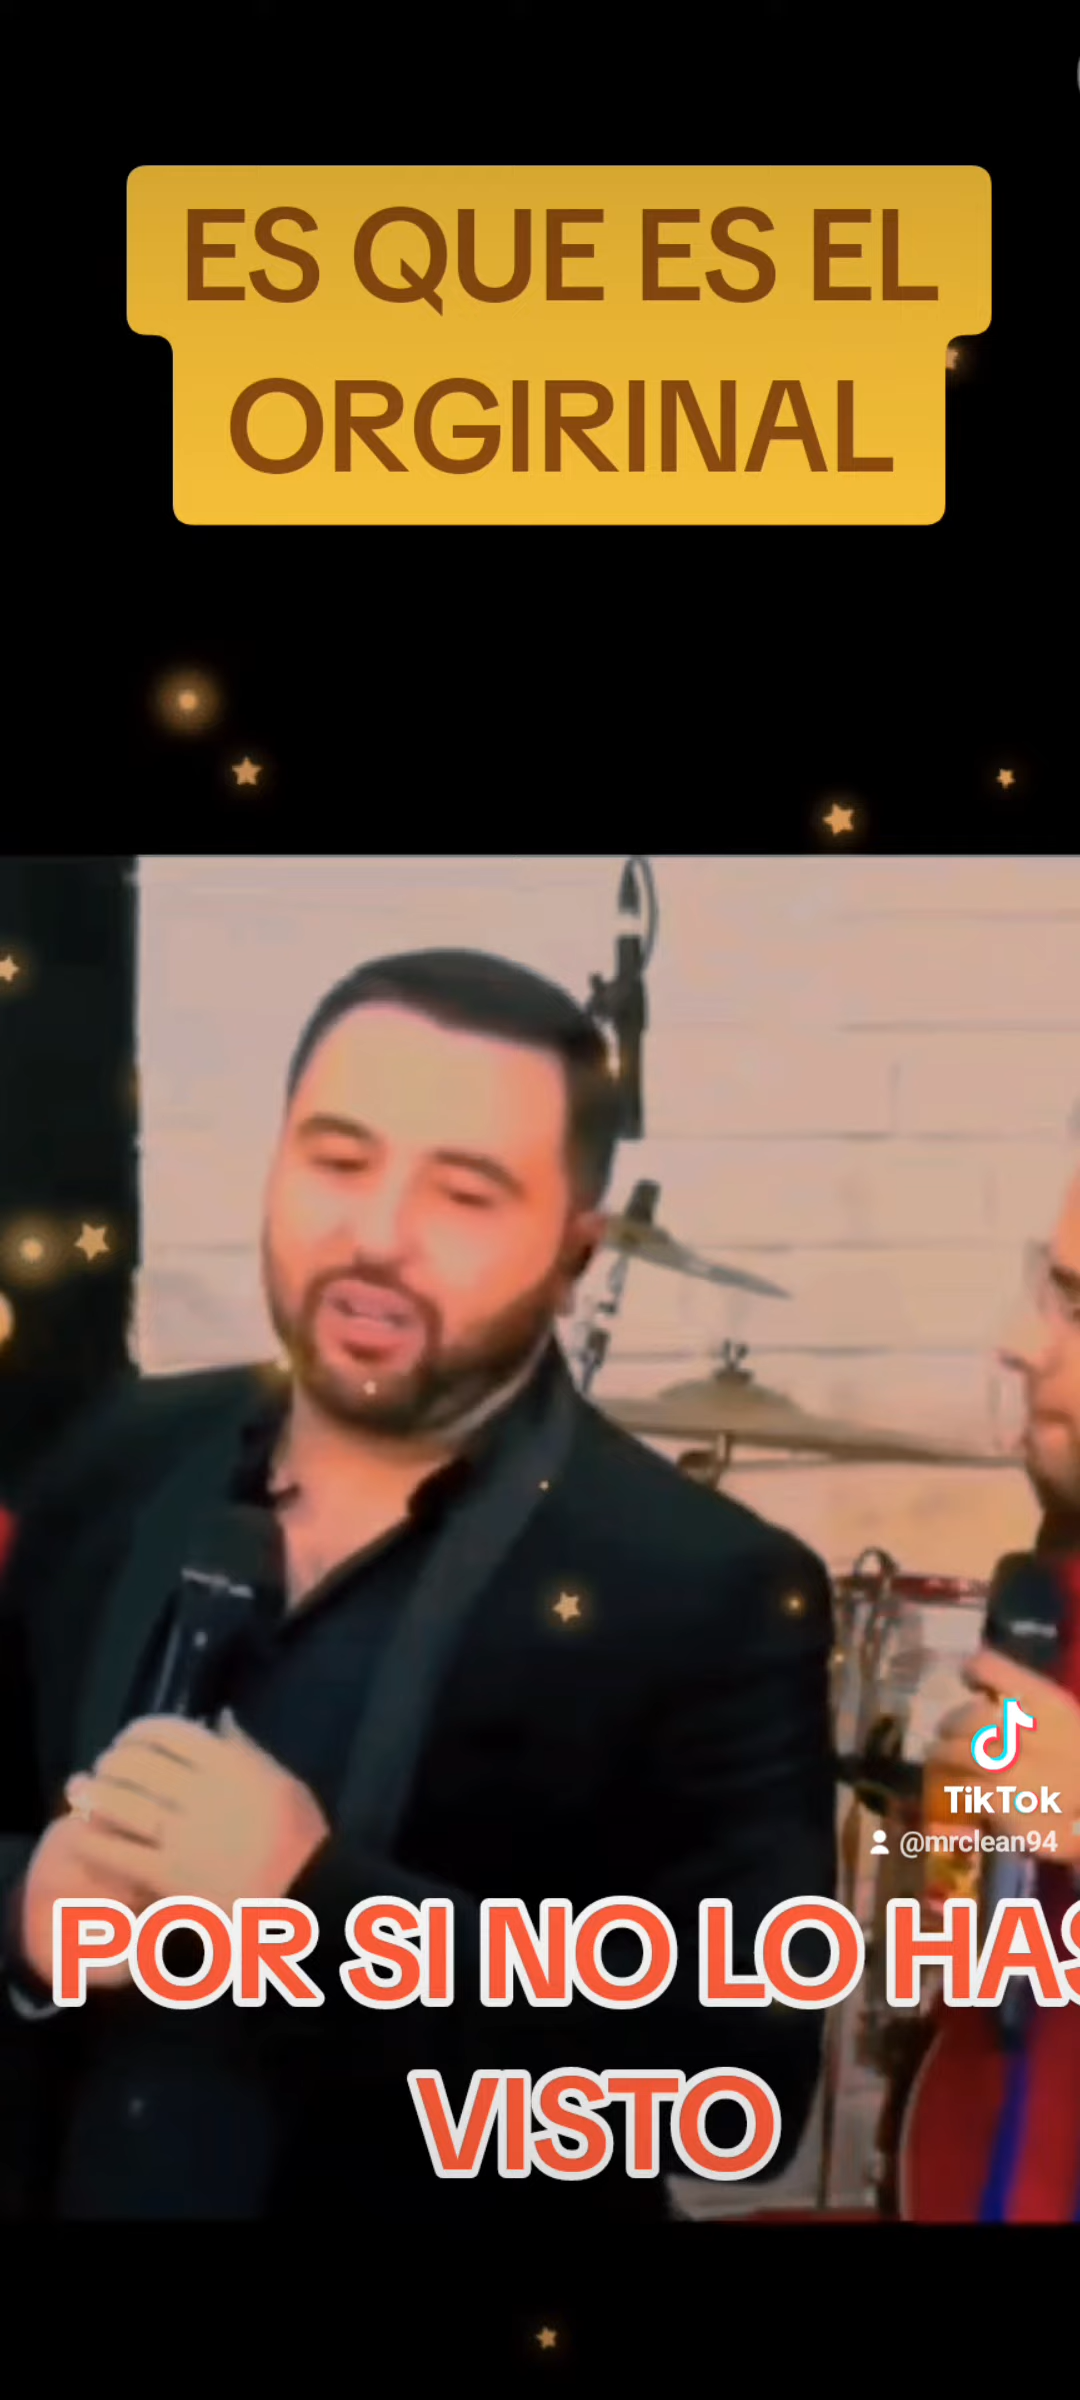 ES QUE ES EL
ORGIRINAL
TikTok
@mrclean94
POR SI NO LO HAS
VISTO